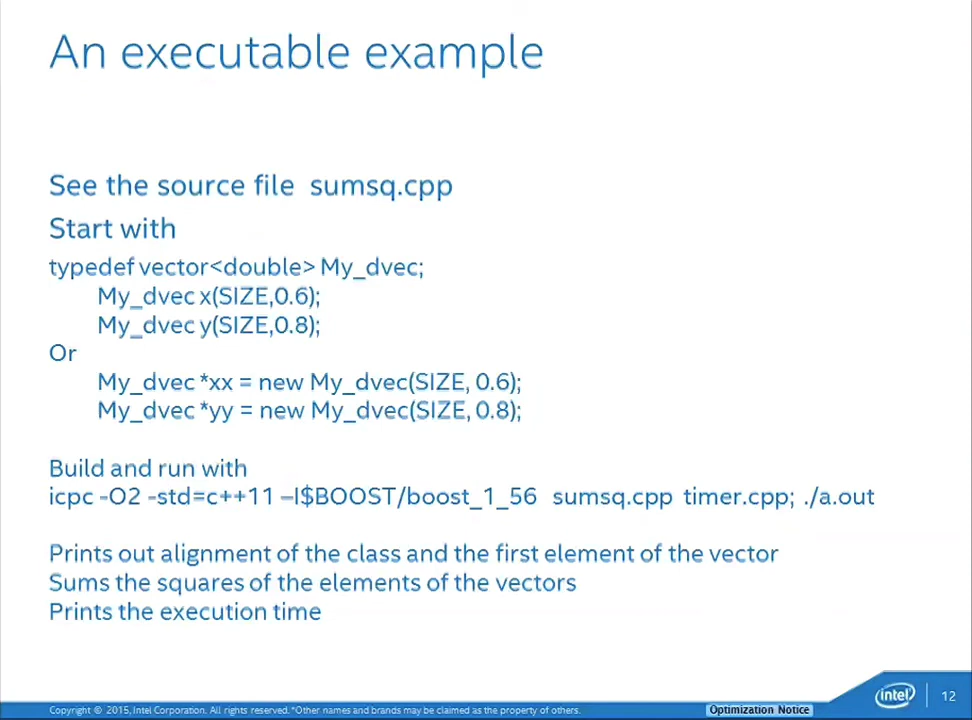 An executable example
See the source file sumsq.cpp
Start with
typedef vector<double> My_dvec;
My_dvec x(SIZE,0.6);
My_dvec y(SIZE,0.8);
Or
My_dvec *xx = new My_dvec(SIZE, 0.6);
My_dvec *yy = new My_dvec(SIZE, 0.8);
Build and run with
icpc -O2 -std=c++11 –I$BOOST/boost_1_56 sumsq.cpp timer.cpp; ./a.out
Prints out alignment of the class and the first element of the vector
Sums the squares of the elements of the vectors
Prints the execution time
Copyright © 2015, Intel Corporation. All rights reserved. *Other names and brands may be claimed as the property of others.
Optimization Notice
intel
12